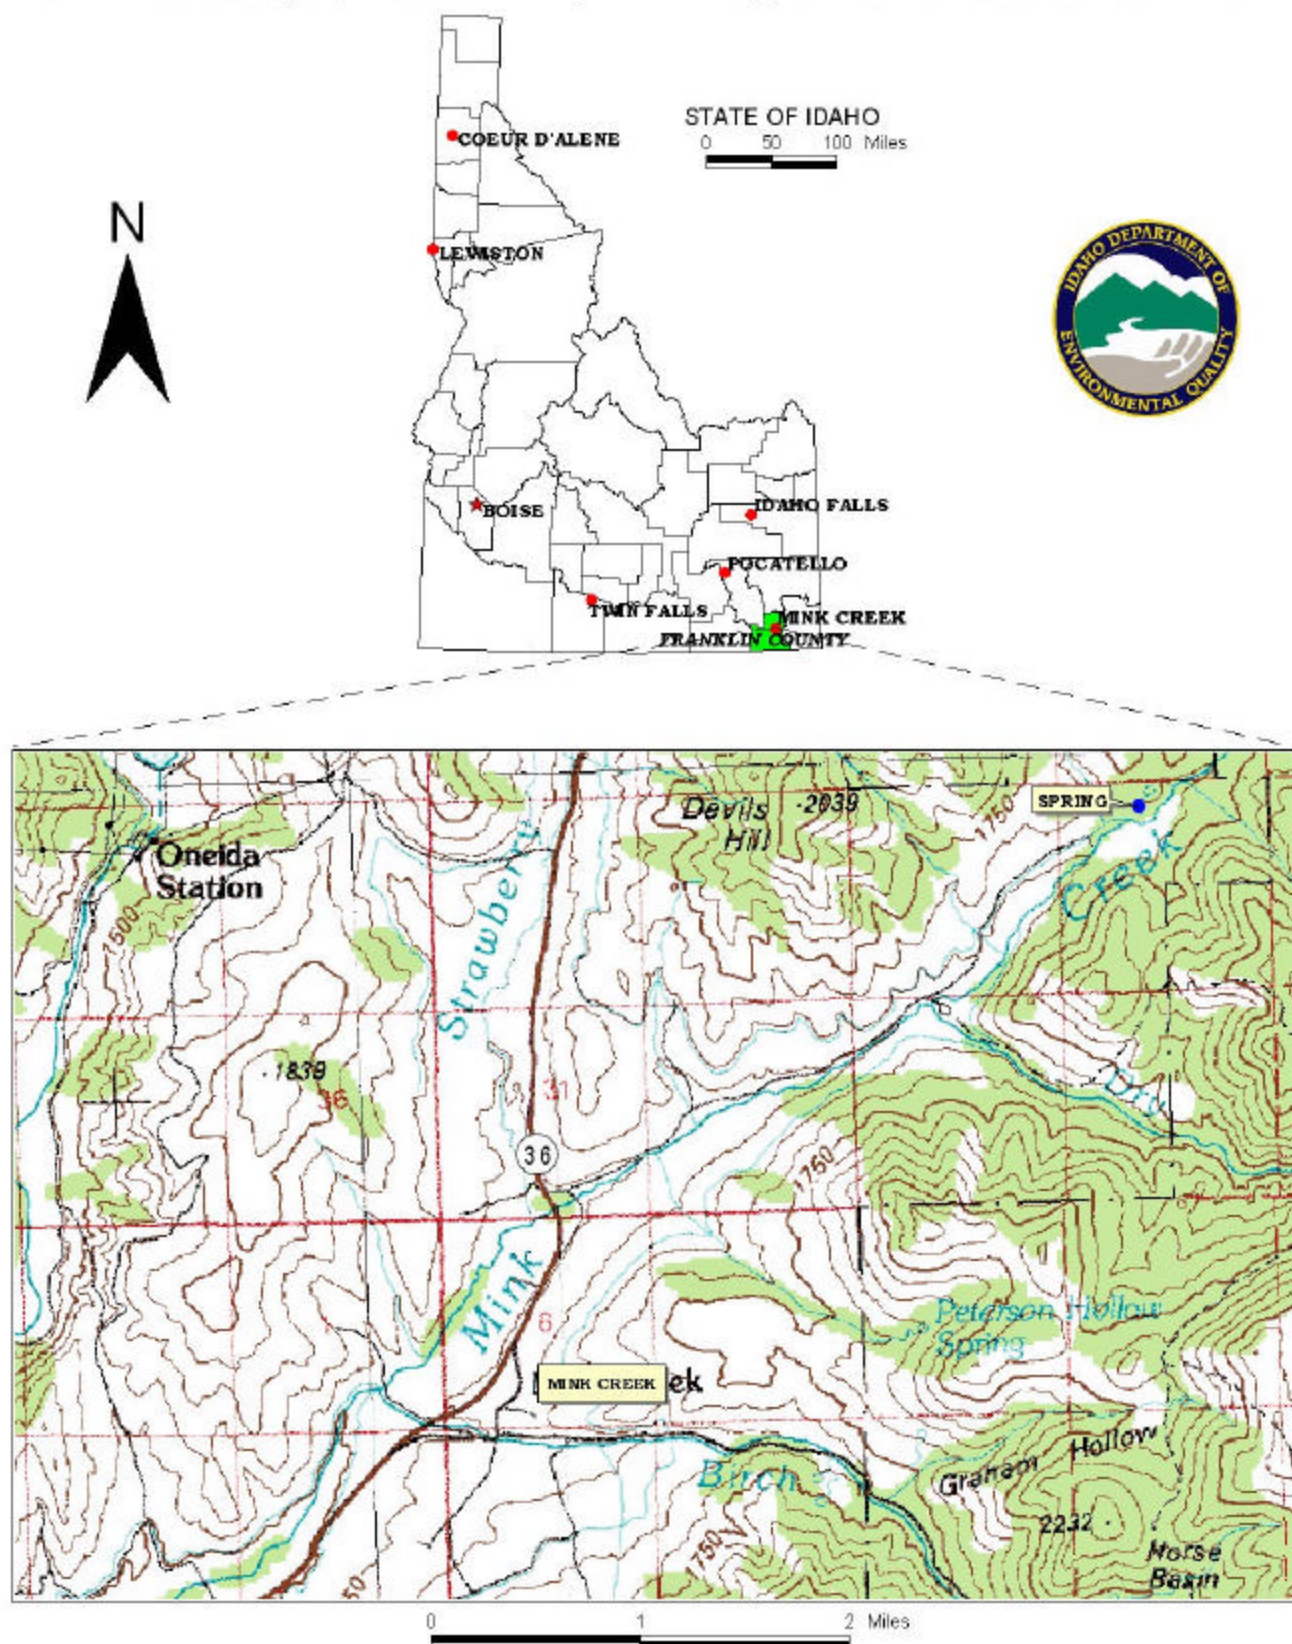 STATE OF IDAHO
0 50 100 Miles
COEUR D'ALENE
N
LEWISTON
IDAHO DEPARTMENT OF
ENVIRONMENTAL QUALITY
BOISE
IDAHO FALLS
POCATELLO
TWIN FALLS
MINK CREEK
FRANKLIN COUNTY
SPRING
Devils
Hill
2039
1750
Oneida
Station
Strawberry
Creek
1500
1839
36
31
Dry
36
1750
Mink
6
Peterson Hollow
Spring
MINK CREEK
ek
Birch
Graham Hollow
2232
Horse
Basin
750
50
0 1 2 Miles